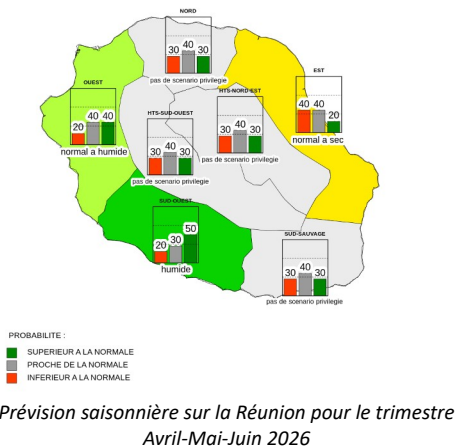 NORD
30 40 30
pas de scenario privilegie
OUEST
20 40 40
normal a humide
HTS-NORD-EST
30 40 30
pas de scenario privilegie
EST
40 40 20
normal a sec
HTS-SUD-OUEST
30 40 30
pas de scenario privilegie
SUD-OUEST
20 30 50
humide
SUD-SAUVAGE
30 40 30
pas de scenario privilegie
PROBABILITE :
SUPERIEUR A LA NORMALE
PROCHE DE LA NORMALE
INFERIEUR A LA NORMALE
Prévision saisonnière sur la Réunion pour le trimestre
Avril-Mai-Juin 2026